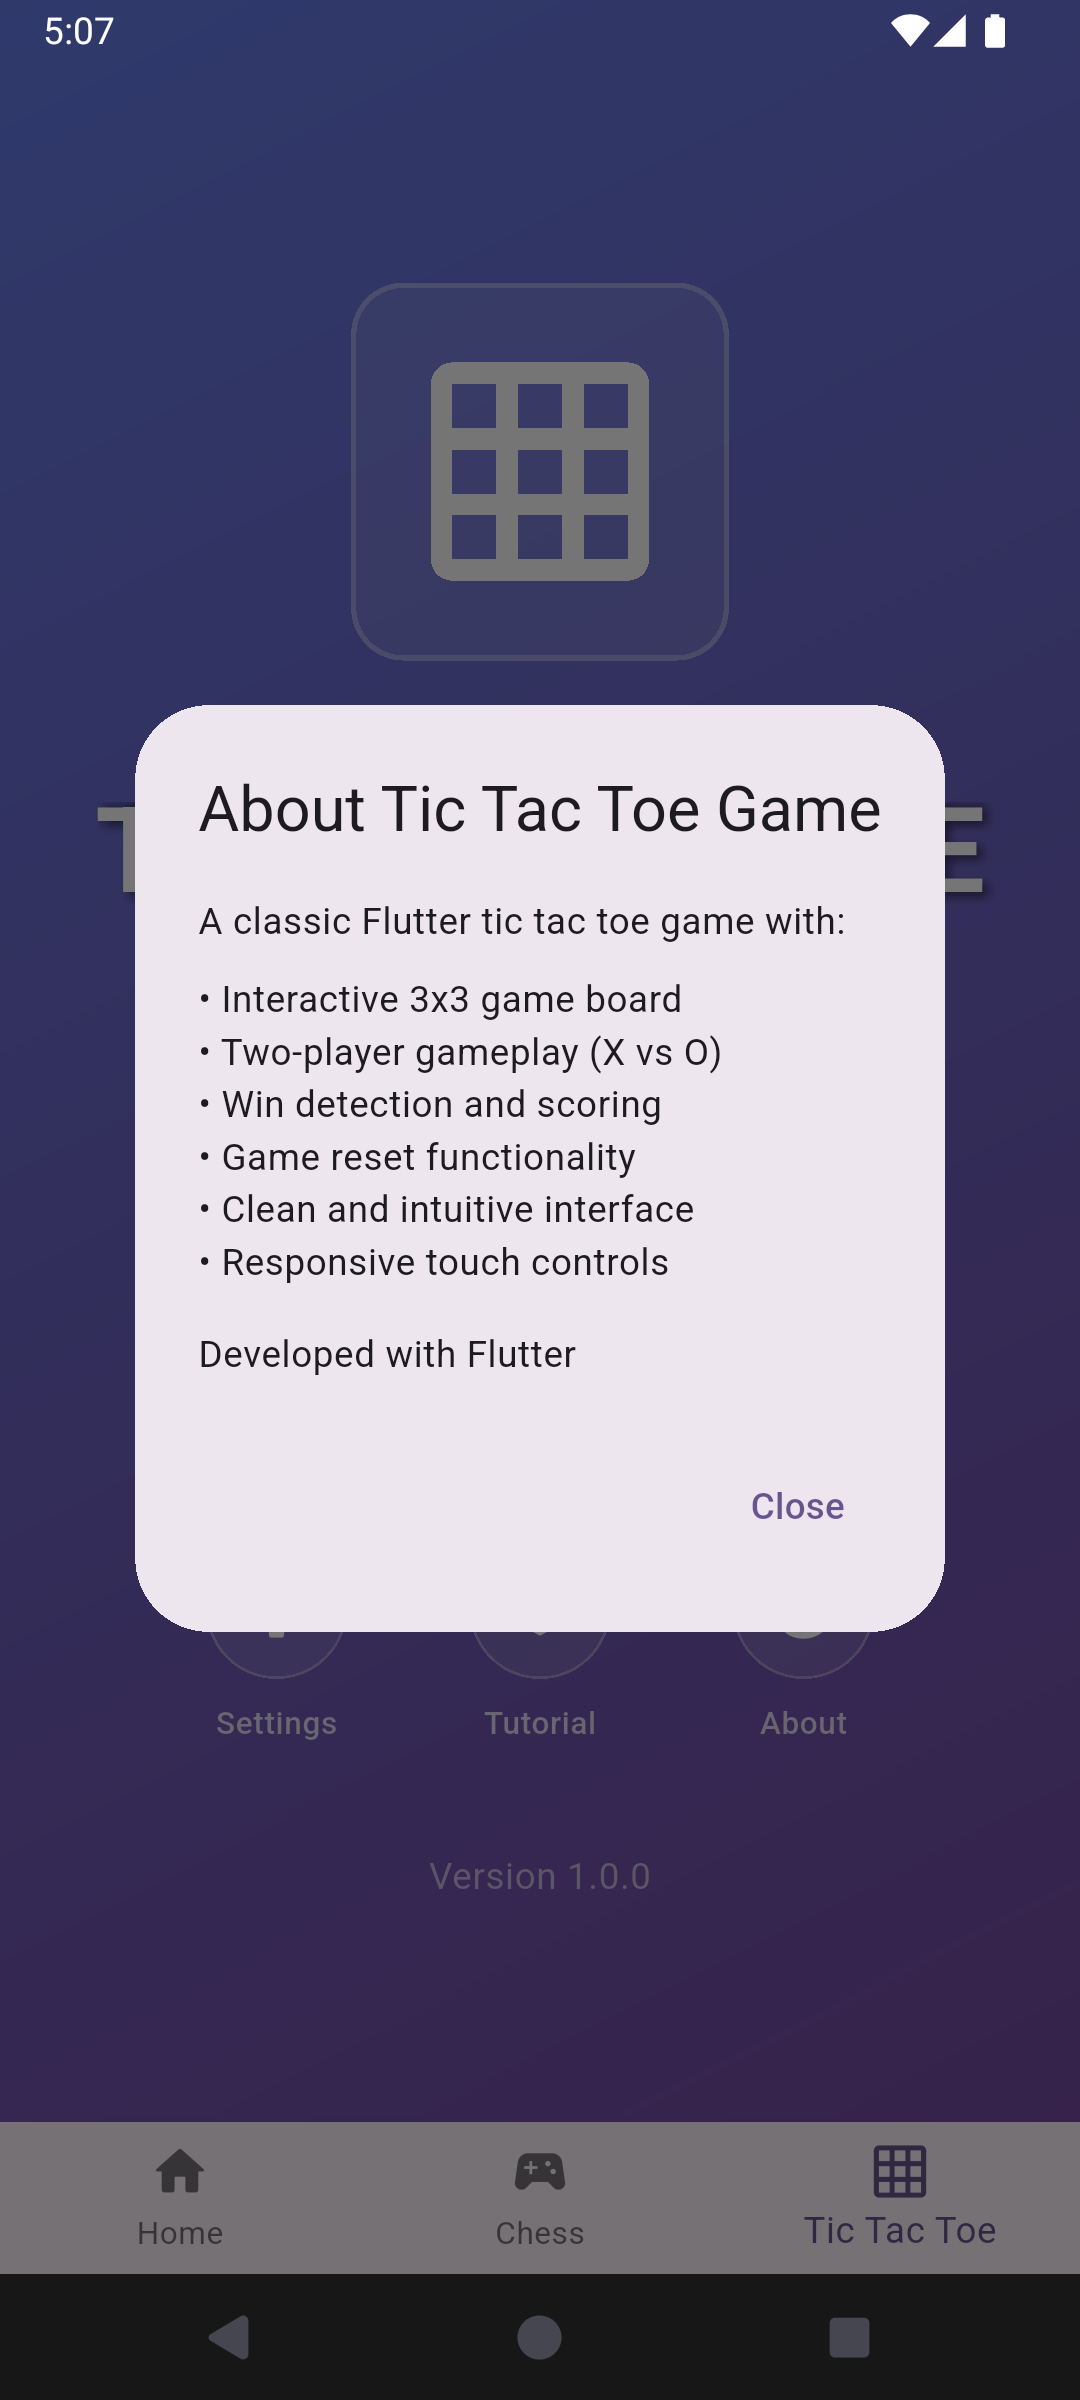 5:07
About Tic Tac Toe Game
A classic Flutter tic tac toe game with:
• Interactive 3x3 game board
• Two-player gameplay (X vs O)
• Win detection and scoring
• Game reset functionality
• Clean and intuitive interface
• Responsive touch controls
Developed with Flutter
Close
Settings
Tutorial
About
Version 1.0.0
Home
Chess
Tic Tac Toe